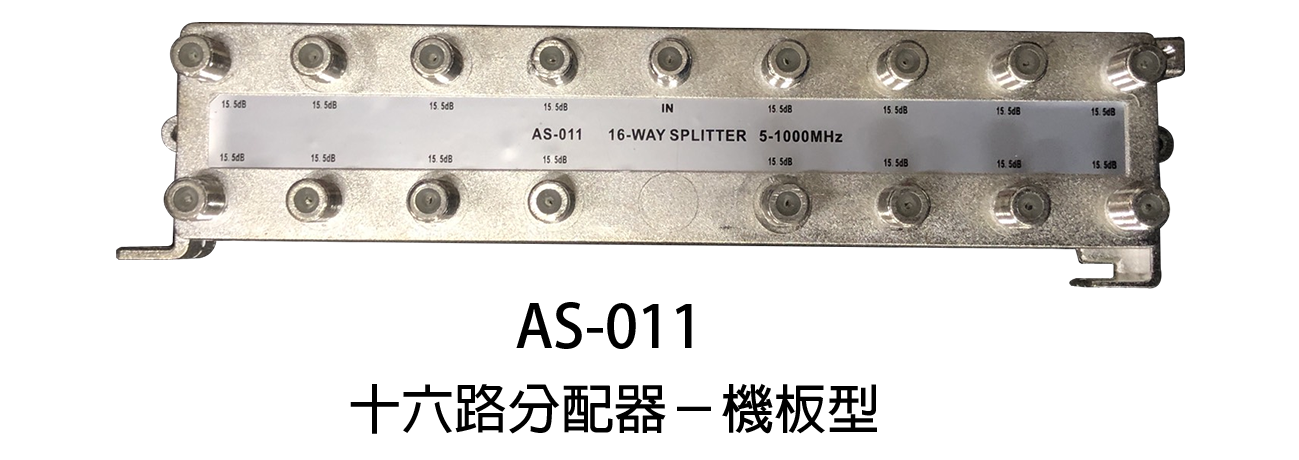 15.5dB 15.5dB 15.5dB 15.5dB IN 15.5dB 15.5dB 15.5dB 15.5dB
AS-011 16-WAY SPLITTER 5-1000MHz
15.5dB 15.5dB 15.5dB 15.5dB 15.5dB 15.5dB 15.5dB 15.5dB
AS-011
十六路分配器－機板型